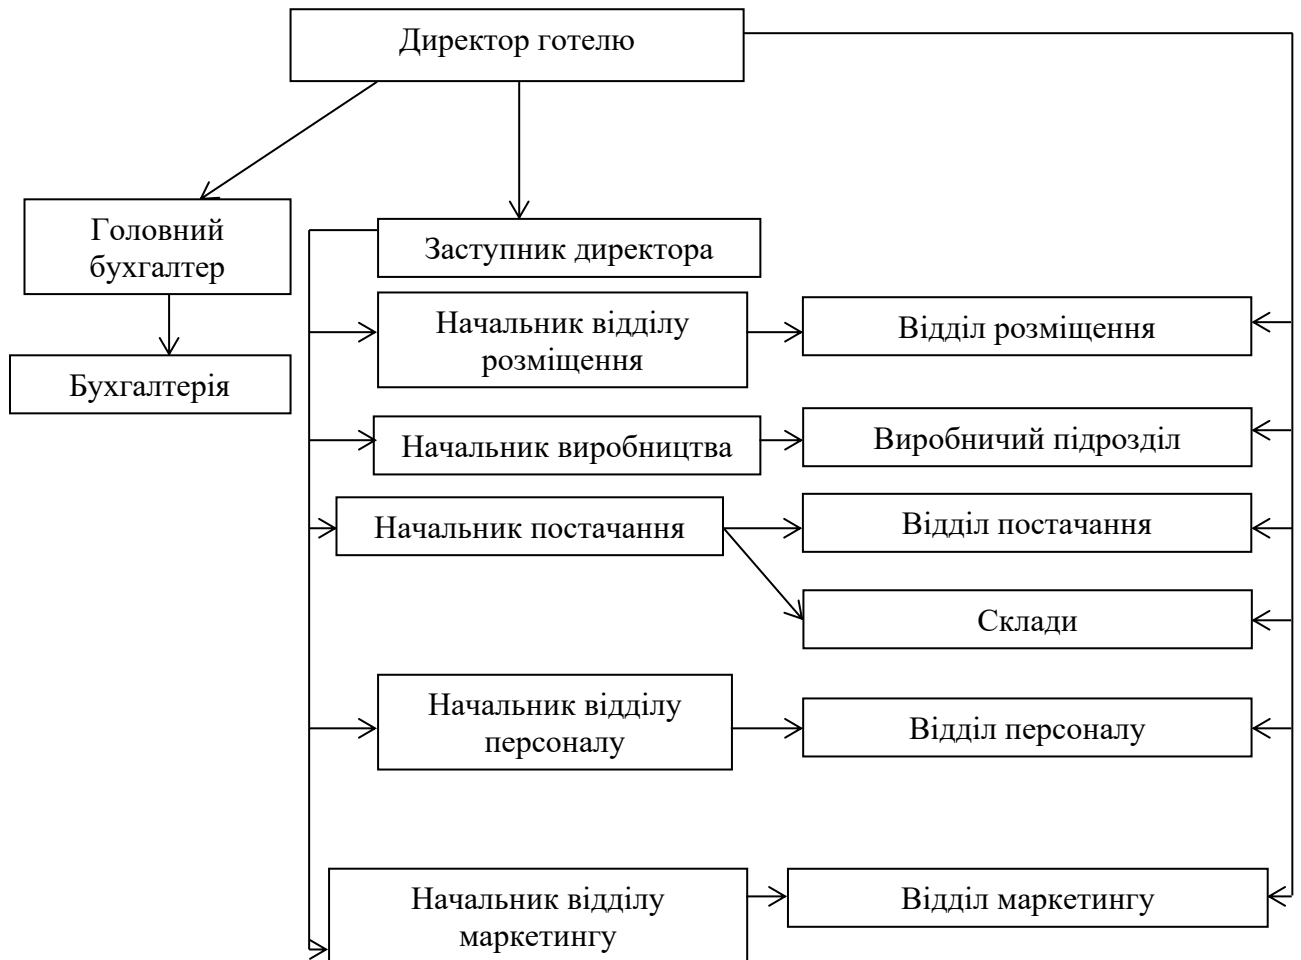 Директор готелю
Головний
бухгалтер
Заступник директора
Начальник відділу
розміщення
Відділ розміщення
Бухгалтерія
Начальник виробництва
Виробничий підрозділ
Начальник постачання
Відділ постачання
Склади
Начальник відділу
персоналу
Відділ персоналу
Начальник відділу
маркетингу
Відділ маркетингу